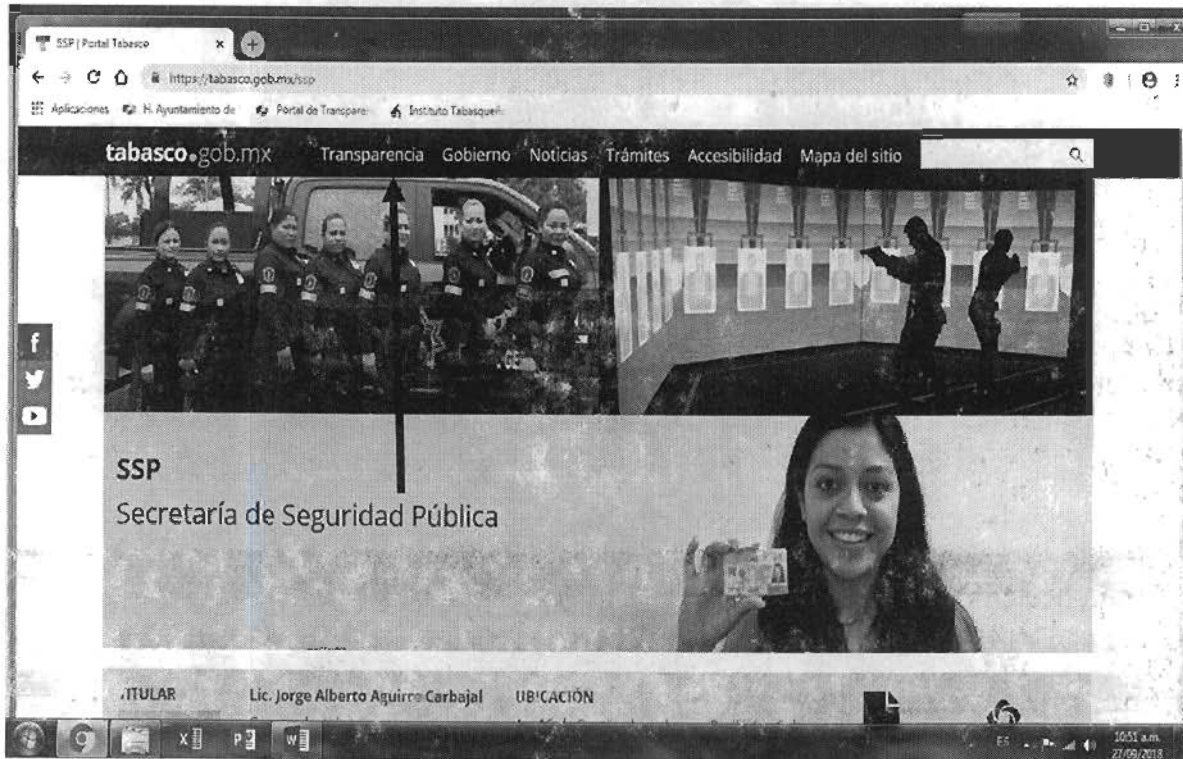 SSP | Portal Tabasco
https://tabasco.gob.mx/ssp
Aplicaciones H. Ayuntamiento de Portal de Transpare Instituto Tabasqueñ
tabasco.gob.mx Transparencia Gobierno Noticias Trámites Accesibilidad Mapa del sitio
SSP
Secretaría de Seguridad Pública
TITULAR Lic. Jorge Alberto Aguirre Carbajal UBICACIÓN
ES 10:51 a.m.
27/09/2018